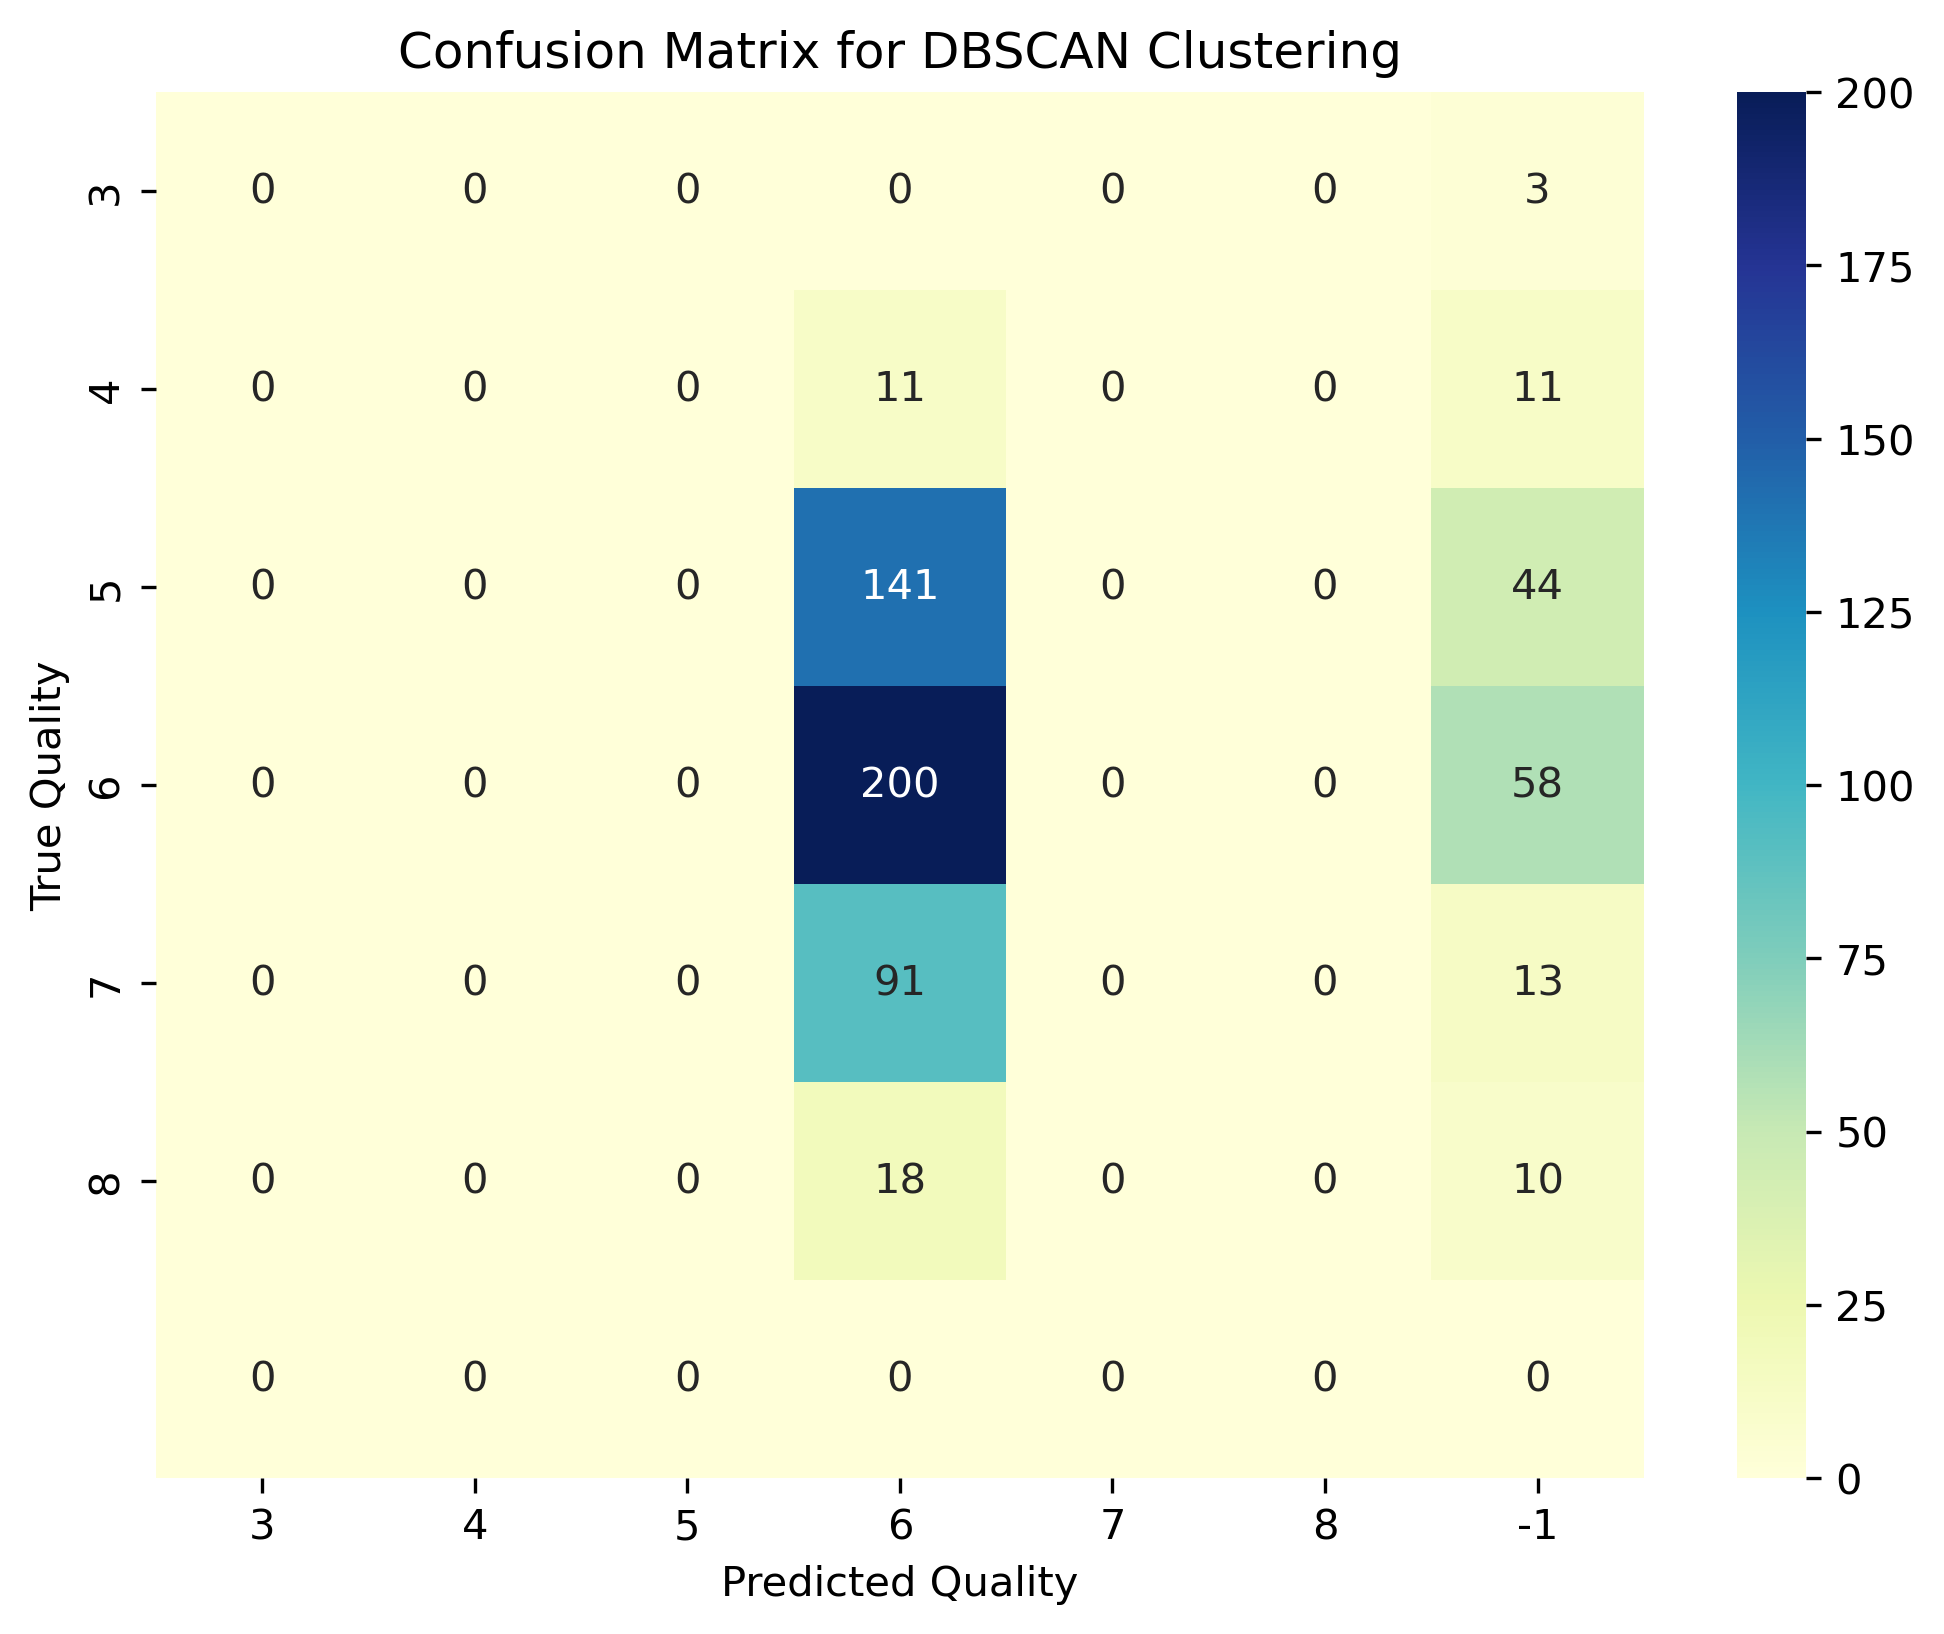 Confusion Matrix for DBSCAN Clustering
3 0 0 0 0 0 0 3
4 0 0 0 11 0 0 11
5 0 0 0 141 0 0 44
6 0 0 0 200 0 0 58
7 0 0 0 91 0 0 13
8 0 0 0 18 0 0 10
0 0 0 0 0 0 0
3 4 5 6 7 8 -1
Predicted Quality
True Quality
200
175
150
125
100
75
50
25
0